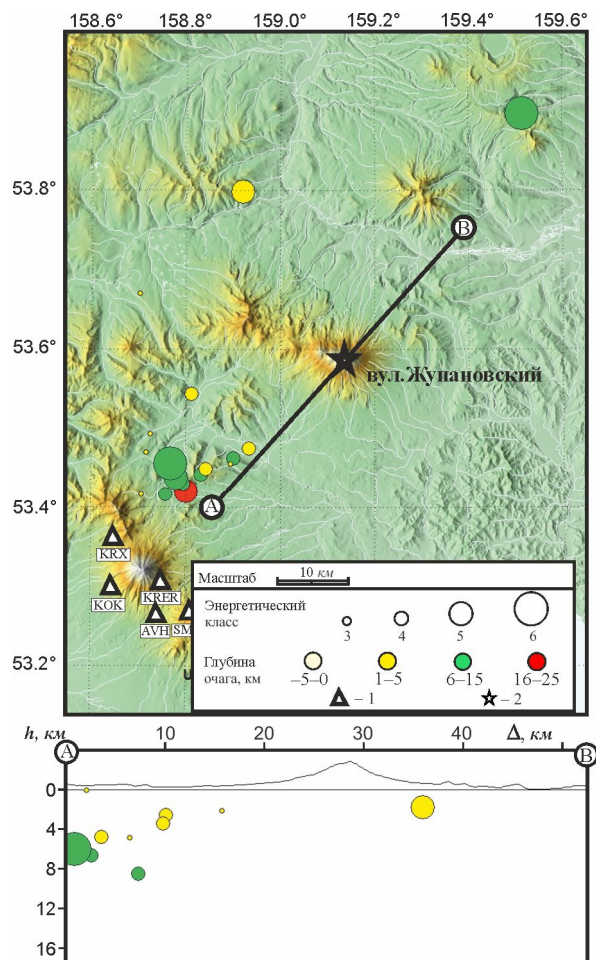 158.6° 158.8° 159.0° 159.2° 159.4° 159.6°
53.8°
B
53.6°
вул.Жупановский
53.4°
A
KRX
KOK
KRER
AVH
SM
53.2°
Масштаб
10 км
Энергетический
класс
3 4 5 6
Глубина
очага, км
–5–0 1–5 6–15 16–25
– 1 – 2
h, км 10 20 30 40 Δ, км
A B
0
4
8
12
16